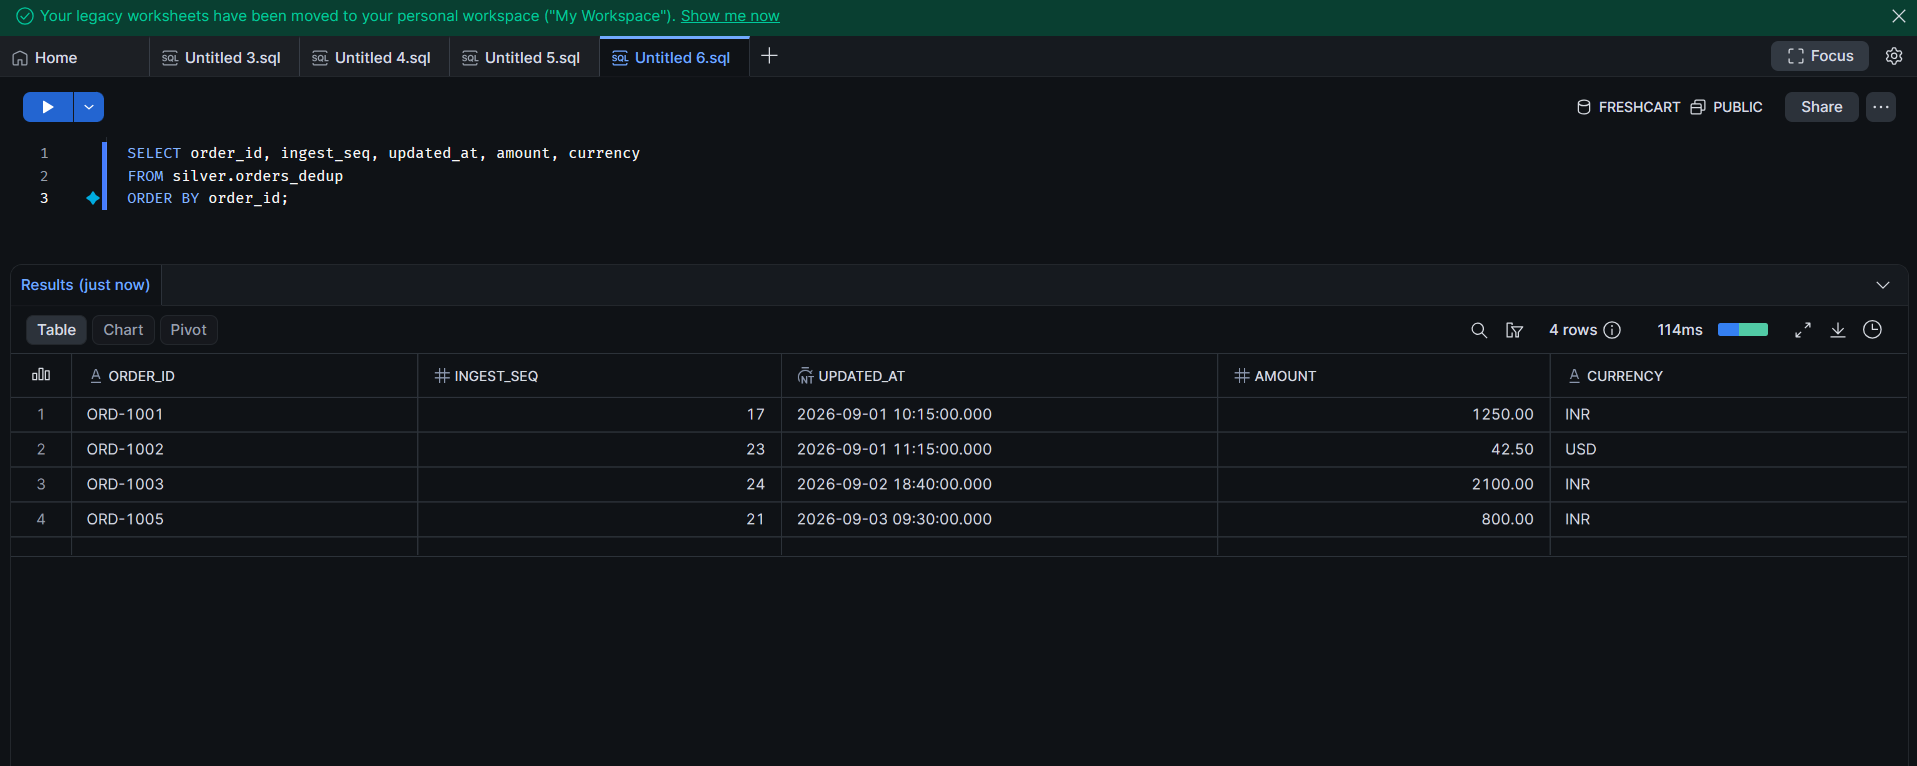 Your legacy worksheets have been moved to your personal workspace ("My Workspace"). Show me now
Home SQL Untitled 3.sql SQL Untitled 4.sql SQL Untitled 5.sql SQL Untitled 6.sql Focus
FRESHCART PUBLIC Share
1 SELECT order_id, ingest_seq, updated_at, amount, currency
2 FROM silver.orders_dedup
3 ORDER BY order_id;
Results (just now)
Table Chart Pivot 4 rows 114ms
A ORDER_ID # INGEST_SEQ NT UPDATED_AT # AMOUNT A CURRENCY
1 ORD-1001 17 2026-09-01 10:15:00.000 1250.00 INR
2 ORD-1002 23 2026-09-01 11:15:00.000 42.50 USD
3 ORD-1003 24 2026-09-02 18:40:00.000 2100.00 INR
4 ORD-1005 21 2026-09-03 09:30:00.000 800.00 INR